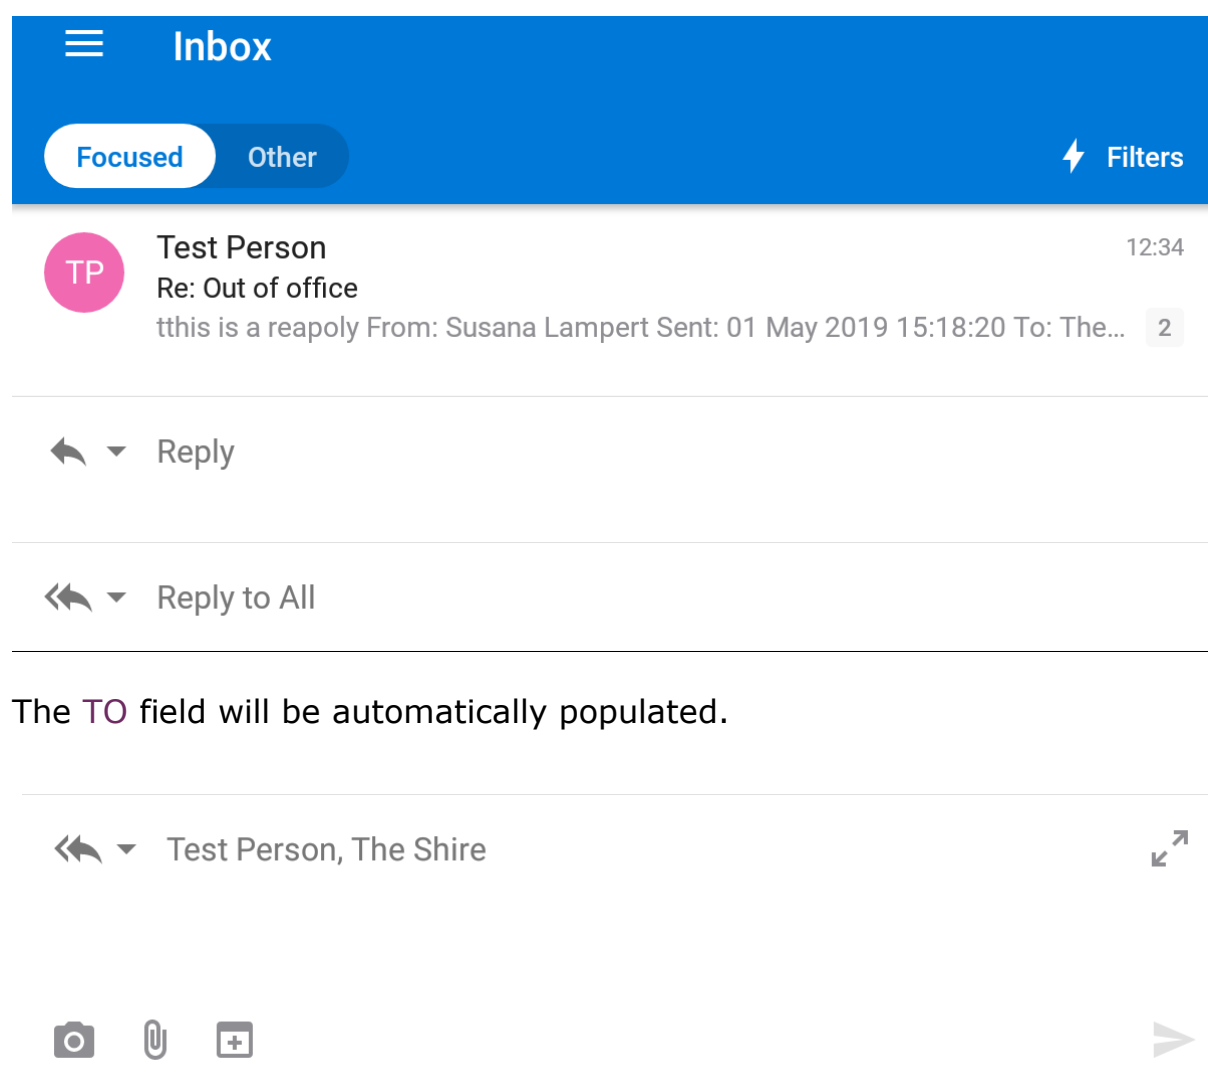 Inbox
Focused Other Filters
Test Person 12:34
TP
Re: Out of office
tthis is a reapoly From: Susana Lampert Sent: 01 May 2019 15:18:20 To: The... 2
Reply
Reply to All
The TO field will be automatically populated.
Test Person, The Shire